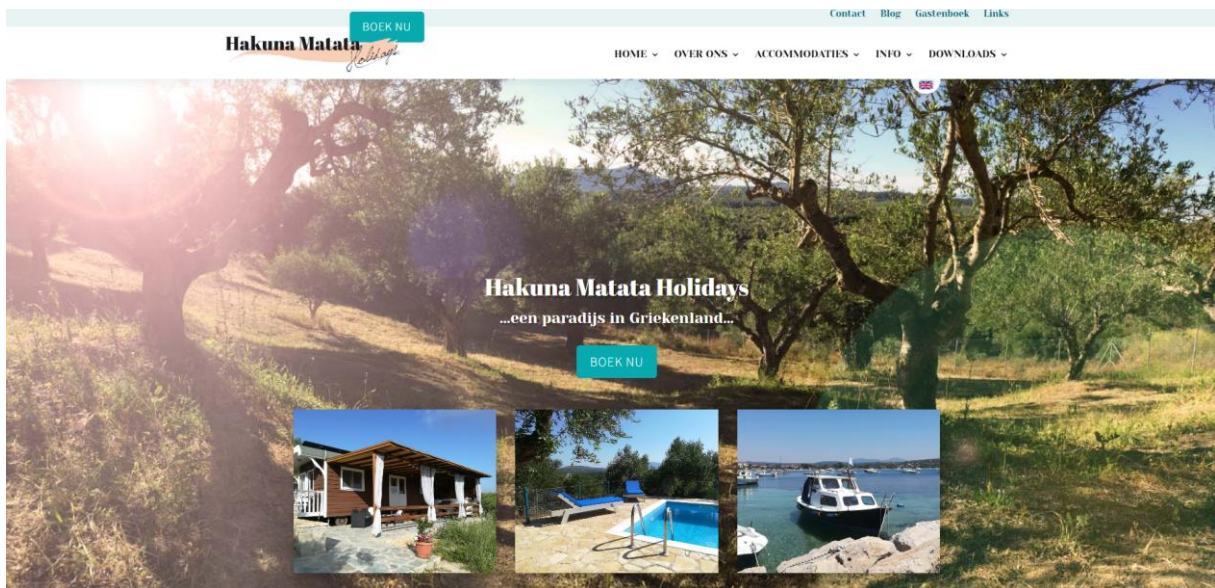 Contact Blog Gastenboek Links
BOEK NU
Hakuna Matata
Holidays
HOME OVER ONS ACCOMMODATIES INFO DOWNLOADS
Hakuna Matata Holidays
...een paradijs in Griekenland...
BOEK NU